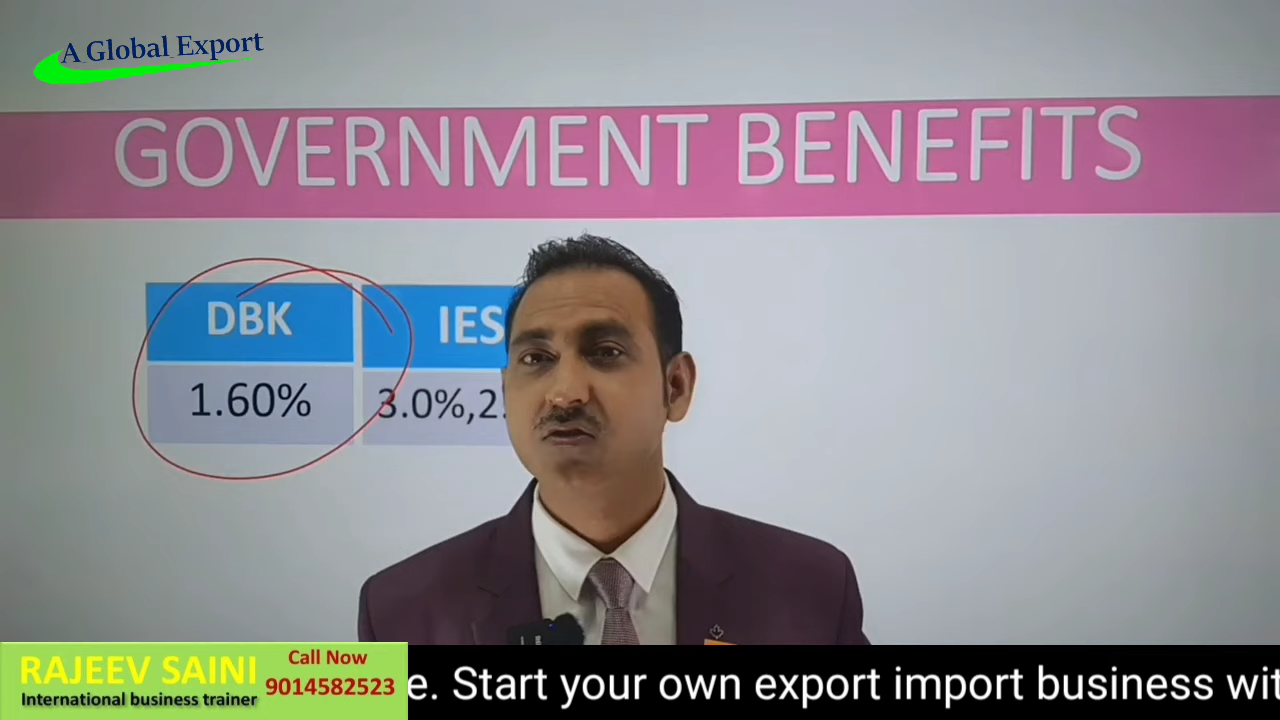 A Global Export
GOVERNMENT BENEFITS
DBK
IES
1.60%
3.0%,2
RAJEEV SAINI
International business trainer
Call Now
9014582523
e. Start your own export import business wit